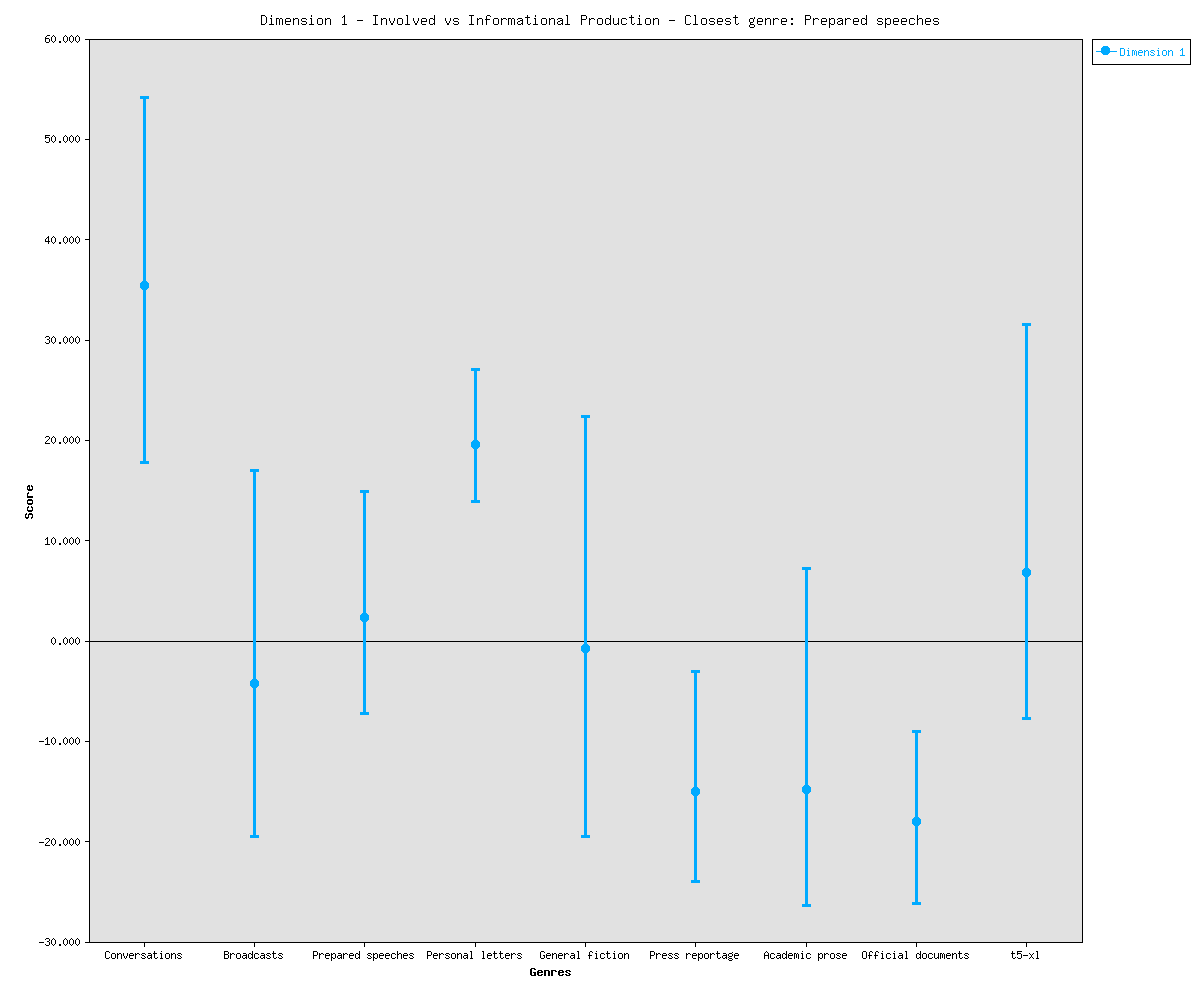 Dimension 1 - Involved vs Informational Production - Closest genre: Prepared speeches
Dimension 1
60.000
50.000
40.000
30.000
20.000
10.000
0.000
-10.000
-20.000
-30.000
Score
Conversations Broadcasts Prepared speeches Personal letters General fiction Press reportage Academic prose Official documents t5-xl
Genres